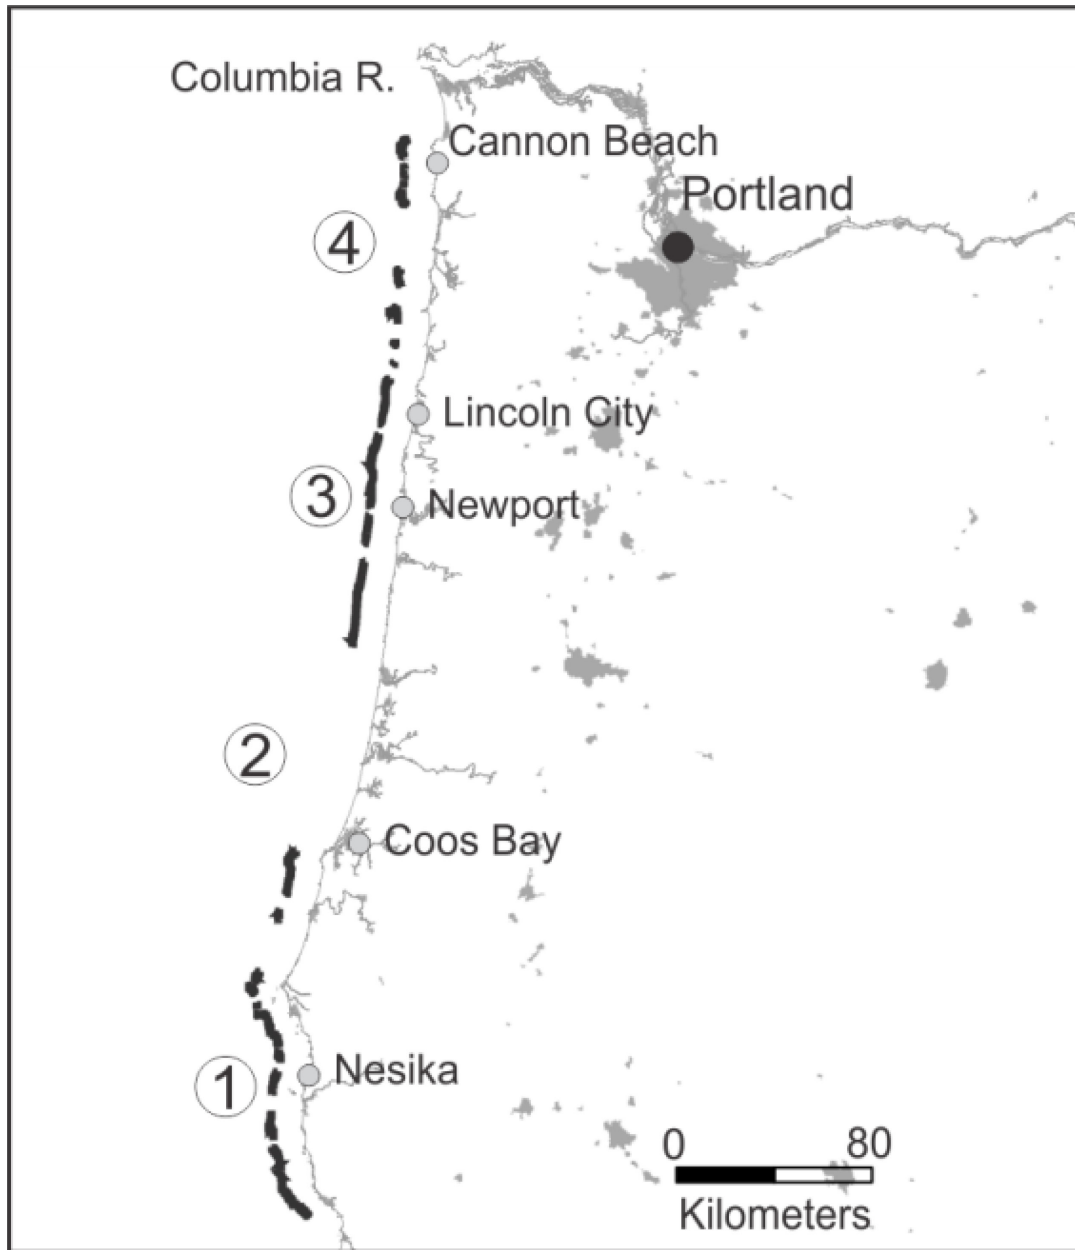 Columbia R.
Cannon Beach
Portland
4
Lincoln City
3
Newport
2
Coos Bay
1
Nesika
0 80
Kilometers